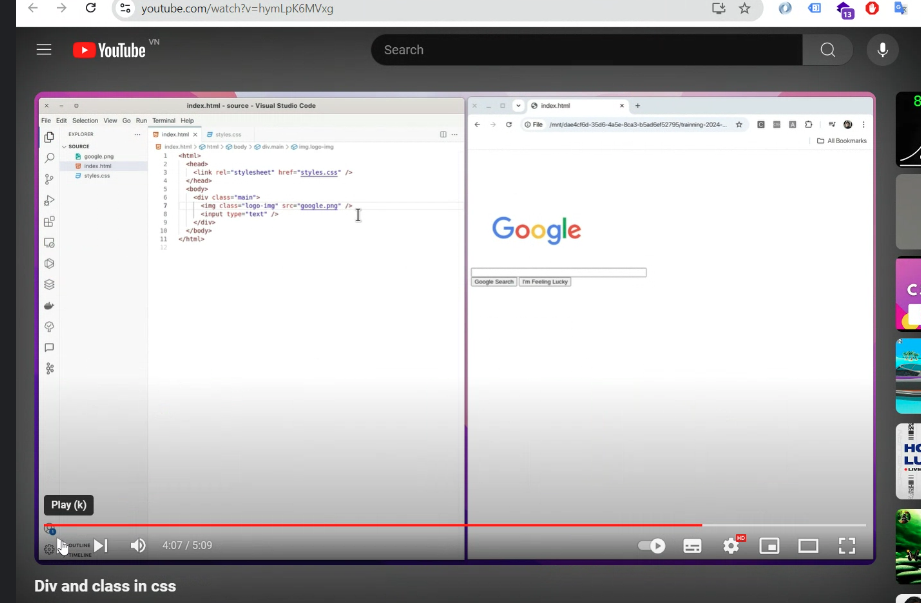 youtube.com/watch?v=hymLpK6MVxg
13
YouTube VN
Search
index.html - source - Visual Studio Code
File Edit Selection View Go Run Terminal Help
EXPLORER
SOURCE
google.png
index.html
styles.css
index.html
styles.css
index.html > html > body > div.main > img.logo-img
1 <html>
2 <head>
3 <link rel="stylesheet" href="styles.css" />
4 </head>
5 <body>
6 <div class="main">
7 <img class="logo-img" src="google.png" />
8 <input type="text" />
9 </div>
10 </body>
11 </html>
12
OUTLINE
TIMELINE
index.html
File
/mnt/dae4cf6d-35d6-4a5e-8ca3-b5ad6ef52795/trainning-2024-...
All Bookmarks
Google
Google Search
I'm Feeling Lucky
Play (k)
4:07 / 5:09
HD
Div and class in css